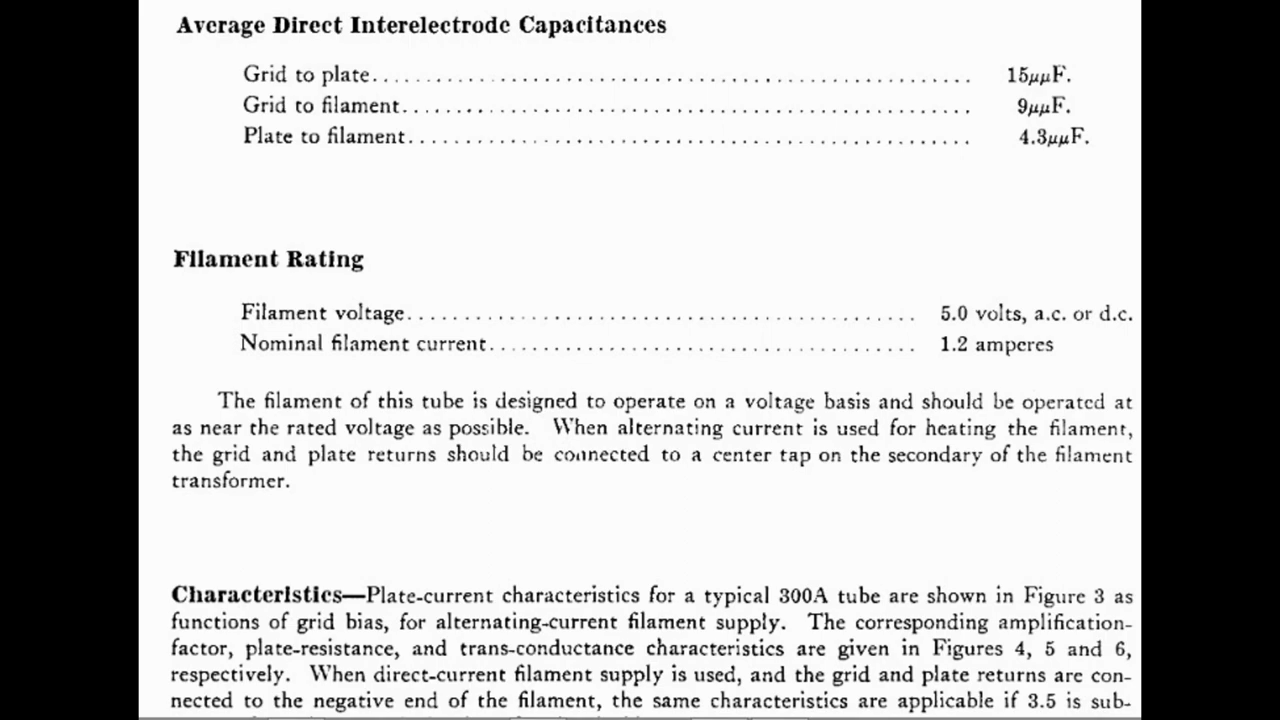 Average Direct Interelectrode Capacitances
Grid to plate................................................................ 15μμF.
Grid to filament............................................................. 9μμF.
Plate to filament............................................................ 4.3μμF.
Filament Rating
Filament voltage...................................................... 5.0 volts, a.c. or d.c.
Nominal filament current............................................. 1.2 amperes
The filament of this tube is designed to operate on a voltage basis and should be operated at
as near the rated voltage as possible. When alternating current is used for heating the filament,
the grid and plate returns should be connected to a center tap on the secondary of the filament
transformer.
Characteristics—Plate-current characteristics for a typical 300A tube are shown in Figure 3 as
functions of grid bias, for alternating-current filament supply. The corresponding amplification-
factor, plate-resistance, and trans-conductance characteristics are given in Figures 4, 5 and 6,
respectively. When direct-current filament supply is used, and the grid and plate returns are con-
nected to the negative end of the filament, the same characteristics are applicable if 3.5 is sub-